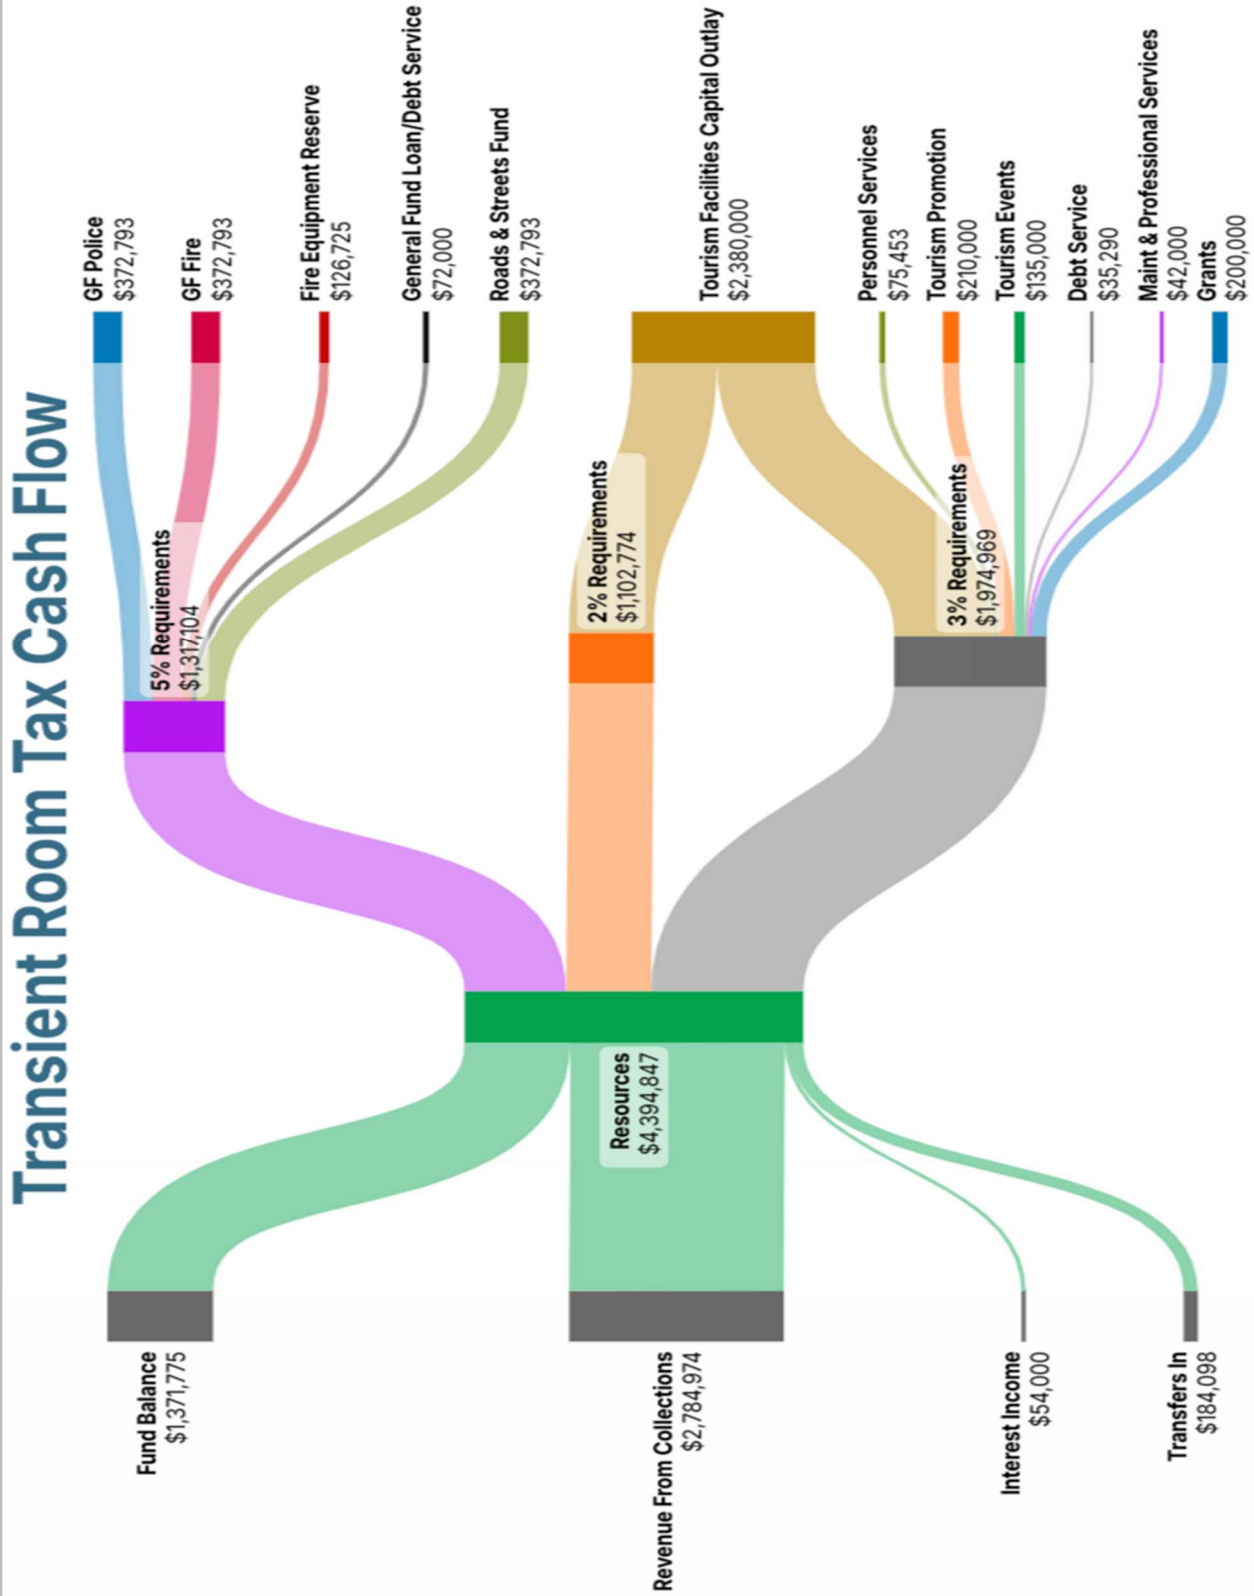 Transient Room Tax Cash Flow
Fund Balance
$1,371,775
Revenue From Collections
$2,784,974
Interest Income
$54,000
Transfers In
$184,098
Resources
$4,394,847
5% Requirements
$1,317,104
2% Requirements
$1,102,774
3% Requirements
$1,974,969
GF Police
$372,793
GF Fire
$372,793
Fire Equipment Reserve
$126,725
General Fund Loan/Debt Service
$72,000
Roads & Streets Fund
$372,793
Tourism Facilities Capital Outlay
$2,380,000
Personnel Services
$75,453
Tourism Promotion
$210,000
Tourism Events
$135,000
Debt Service
$35,290
Maint & Professional Services
$42,000
Grants
$200,000